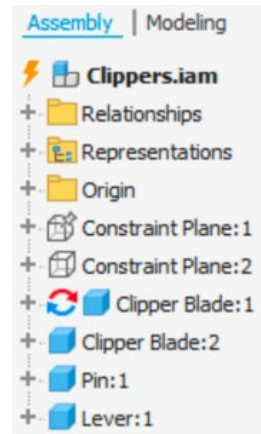 Assembly | Modeling
Clippers.iam
Relationships
Representations
Origin
Constraint Plane:1
Constraint Plane:2
Clipper Blade:1
Clipper Blade:2
Pin:1
Lever:1